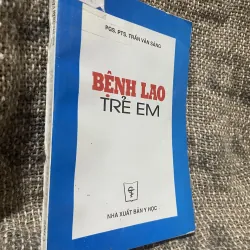 PGS. PTS. TRẦN VĂN SÁNG
BỆNH LAO
TRẺ EM
NHÀ XUẤT BẢN Y HỌC